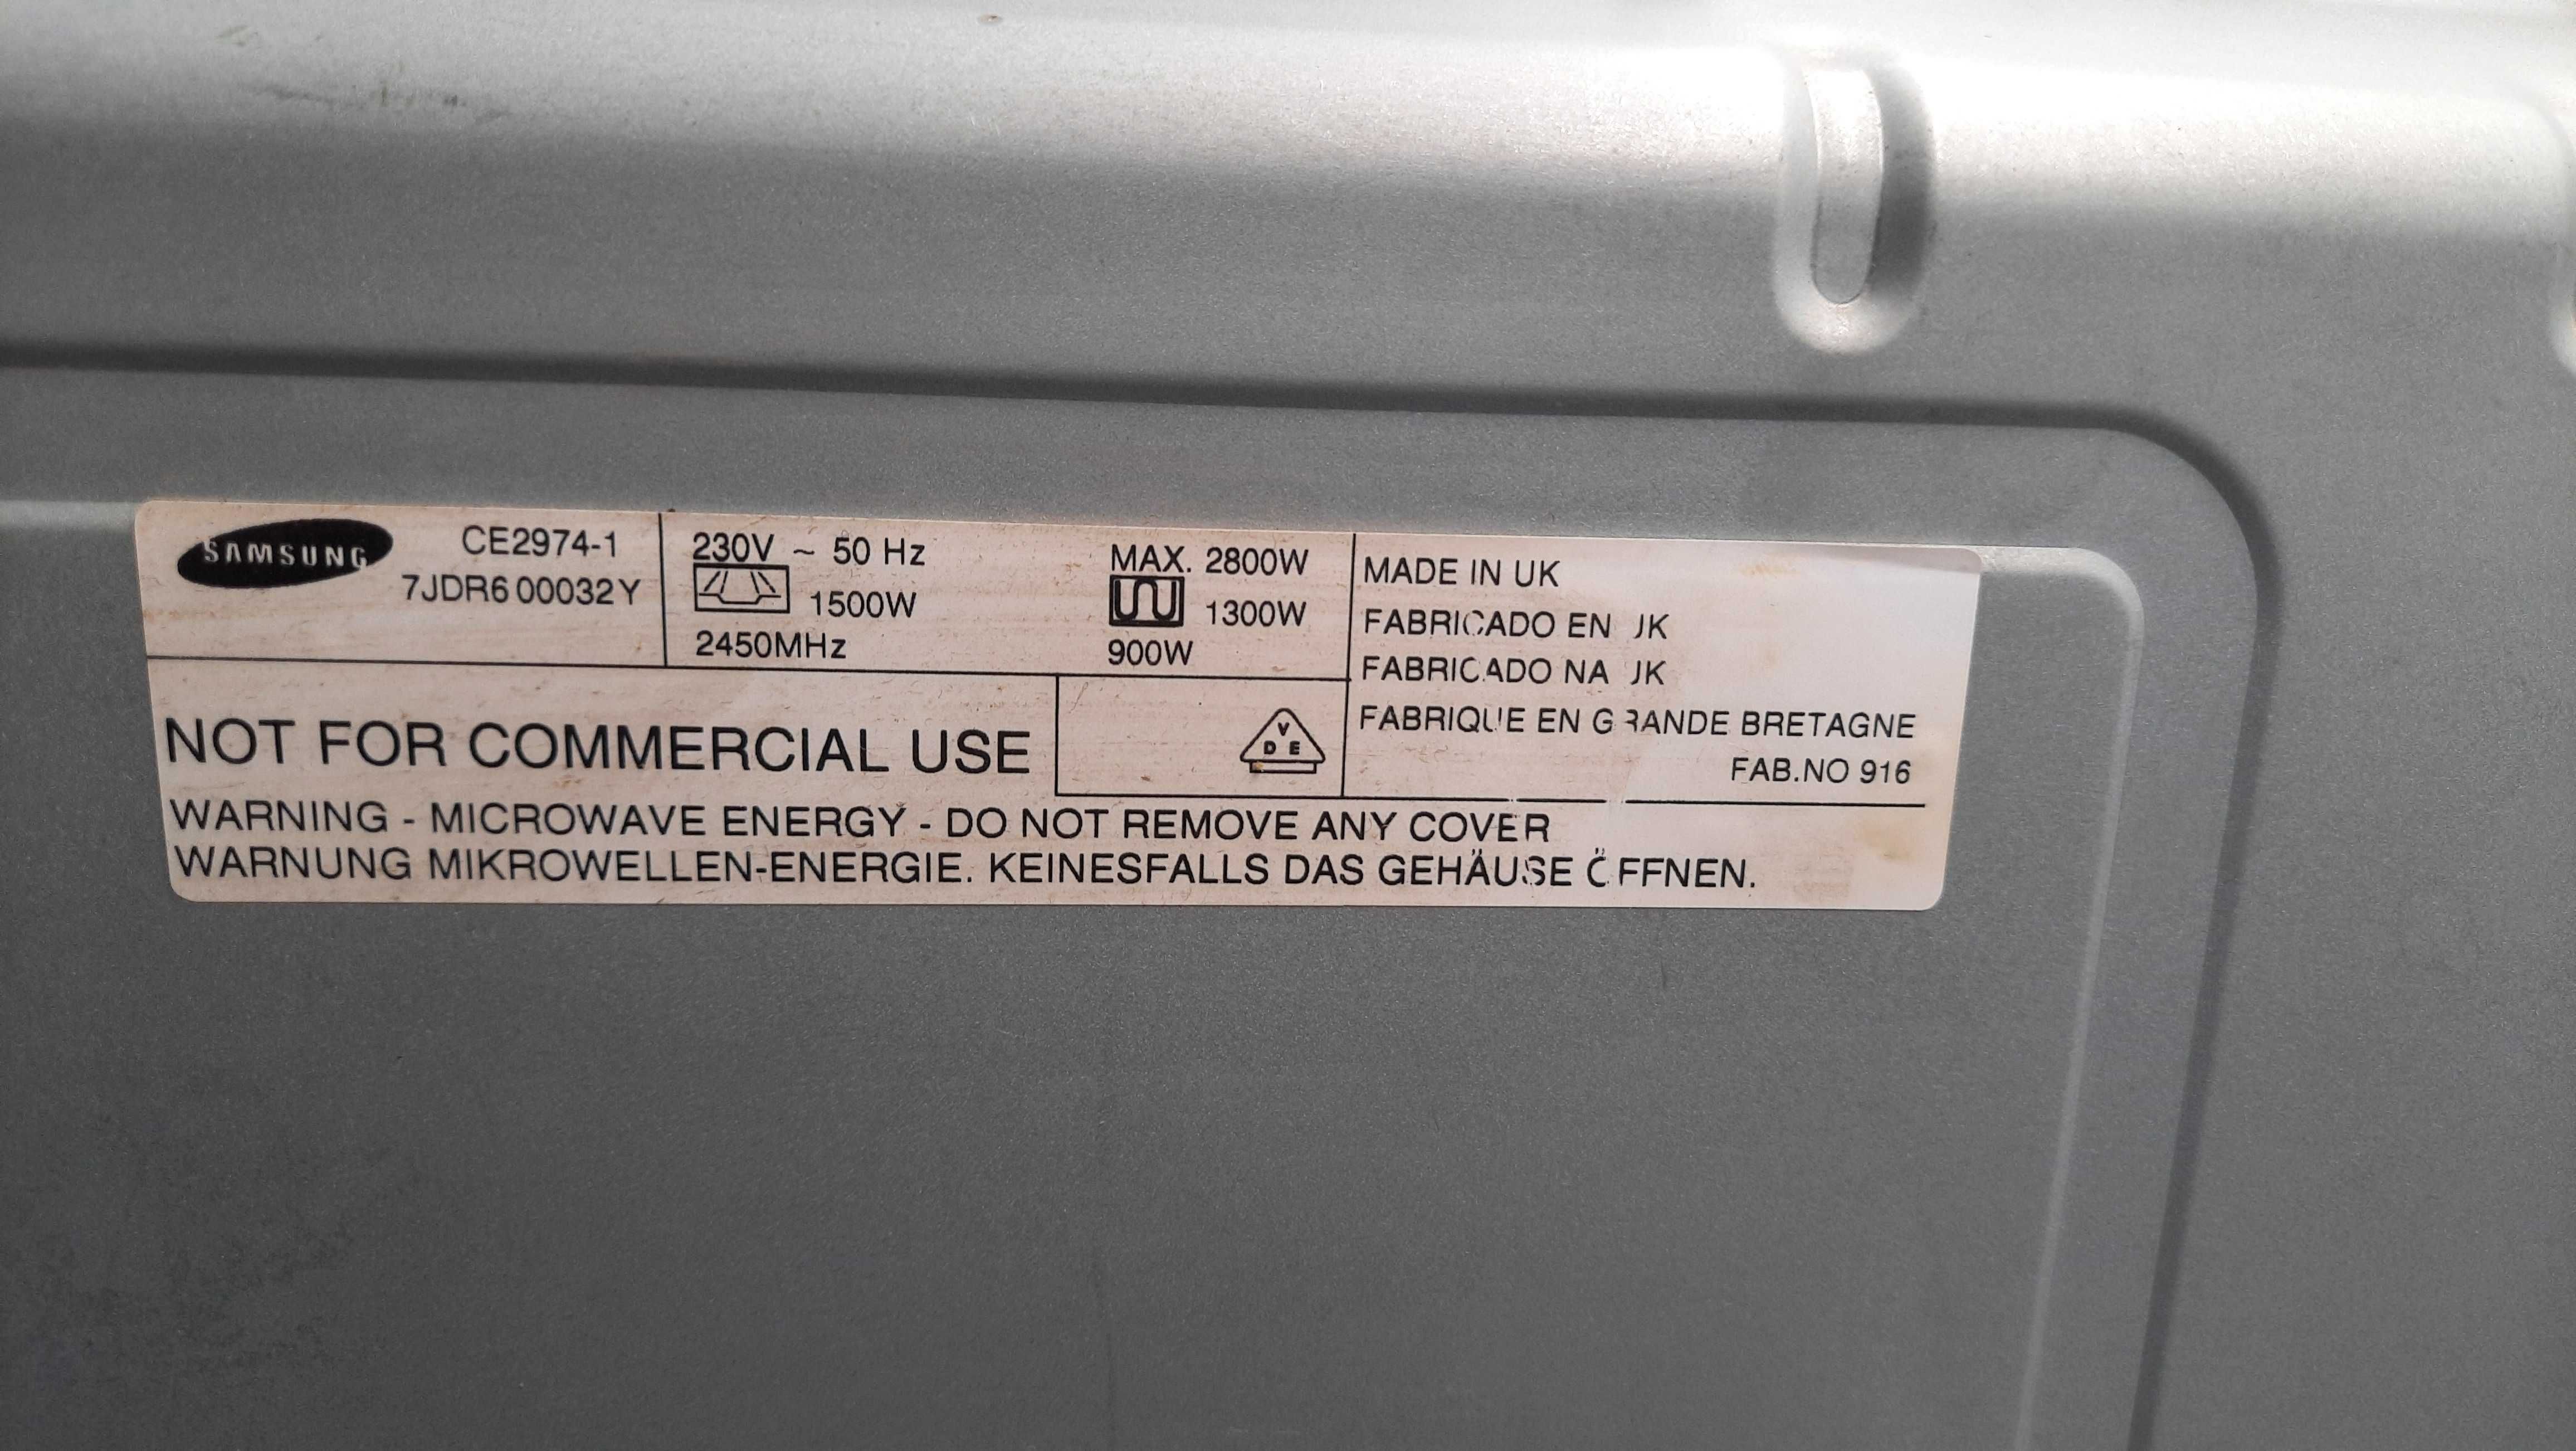 SAMSUNG CE2974-1
7JDR600032Y
230V ~ 50 Hz MAX. 2800W
1500W 1300W
2450MHz 900W
MADE IN UK
FABRICADO EN UK
FABRICADO NA UK
FABRIQUE EN GRANDE BRETAGNE
FAB.NO 916
NOT FOR COMMERCIAL USE
VDE
WARNING - MICROWAVE ENERGY - DO NOT REMOVE ANY COVER
WARNUNG MIKROWELLEN-ENERGIE. KEINESFALLS DAS GEHÄUSE ÖFFNEN.